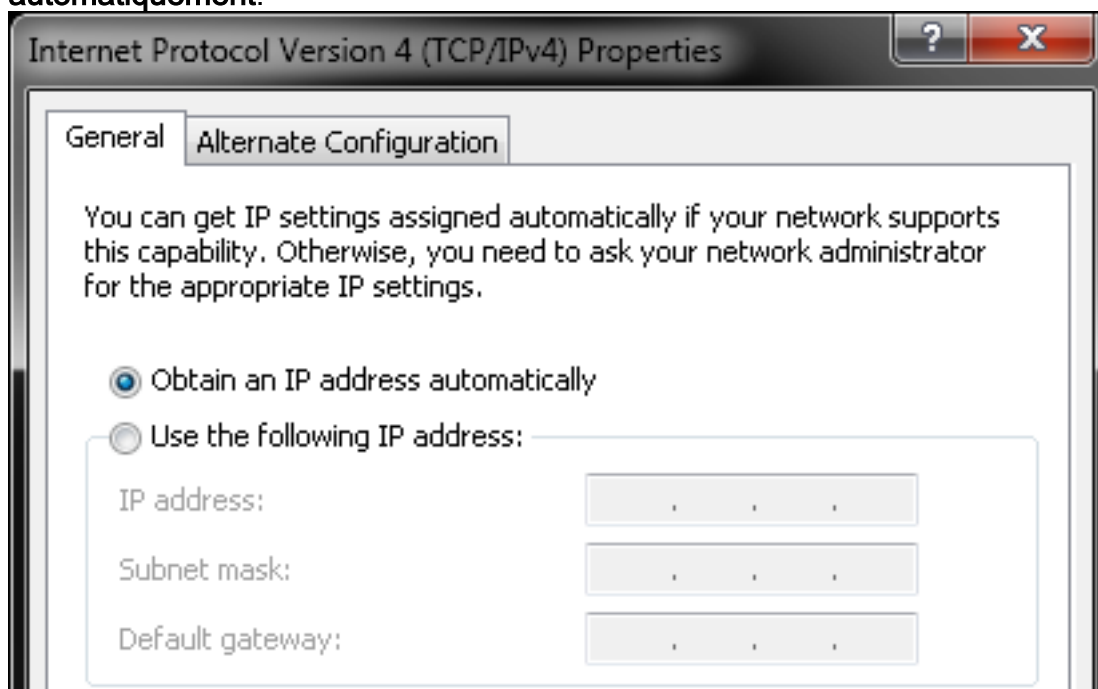 automatiquement.
Internet Protocol Version 4 (TCP/IPv4) Properties
?
x
General
Alternate Configuration
You can get IP settings assigned automatically if your network supports
this capability. Otherwise, you need to ask your network administrator
for the appropriate IP settings.
Obtain an IP address automatically
Use the following IP address:
IP address:
. . .
Subnet mask:
. . .
Default gateway:
. . .